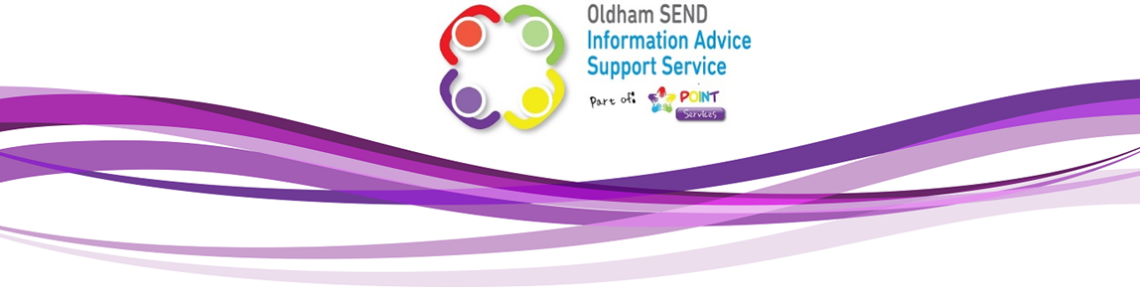 Oldham SEND
Information Advice
Support Service
Part of: POINT
Services